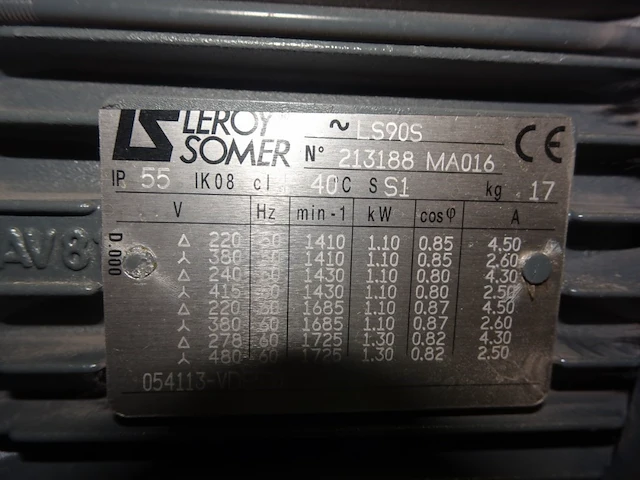 LEROY SOMER
~ LS90S
N° 213188 MA016
CE
IP 55 IK08 cl 40°C S S1 kg 17
V Hz min-1 kW cosφ A
Δ 220 1410 1.10 0.85 4.50
⅄ 380 1410 1.10 0.85 2.60
Δ 240 1430 1.10 0.80 4.30
⅄ 415 1430 1.10 0.80 2.50
Δ 220 60 1685 1.10 0.87 4.50
⅄ 380 60 1685 1.10 0.87 2.60
Δ 278 60 1725 1.30 0.82 4.30
⅄ 480 60 1725 1.30 0.82 2.50
D.000
054113
AV8